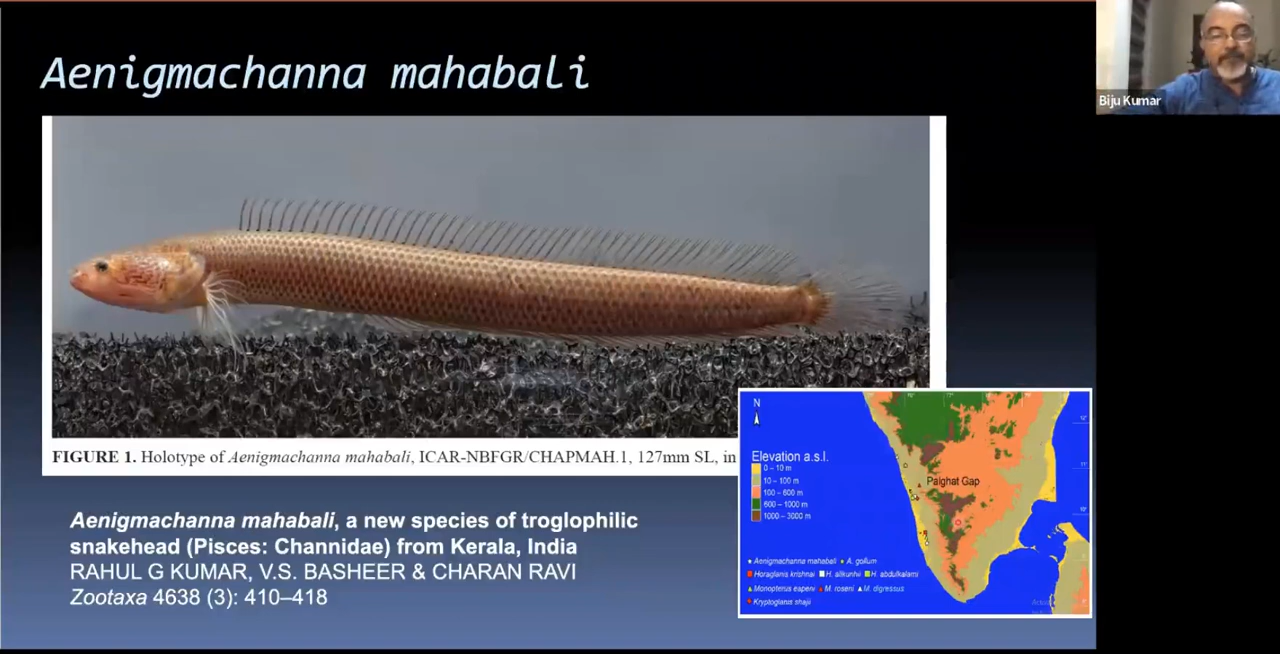 Aenigmachanna mahabali
Biju Kumar
FIGURE 1. Holotype of Aenigmachanna mahabali, ICAR-NBFGR/CHAPMAH.1, 127mm SL, in
N
Elevation a.s.l.
0 – 10 m
10 – 100 m
100 – 600 m
600 – 1000 m
1000 – 3000 m
Palghat Gap
Aenigmachanna mahabali A. gollum
Horaglanis krishnai H. alikunhii H. abdulkalami
Monopterus eapeni M. roseni M. digressus
Kryptoglanis shajii
Aenigmachanna mahabali, a new species of troglophilic
snakehead (Pisces: Channidae) from Kerala, India
RAHUL G KUMAR, V.S. BASHEER & CHARAN RAVI
Zootaxa 4638 (3): 410–418